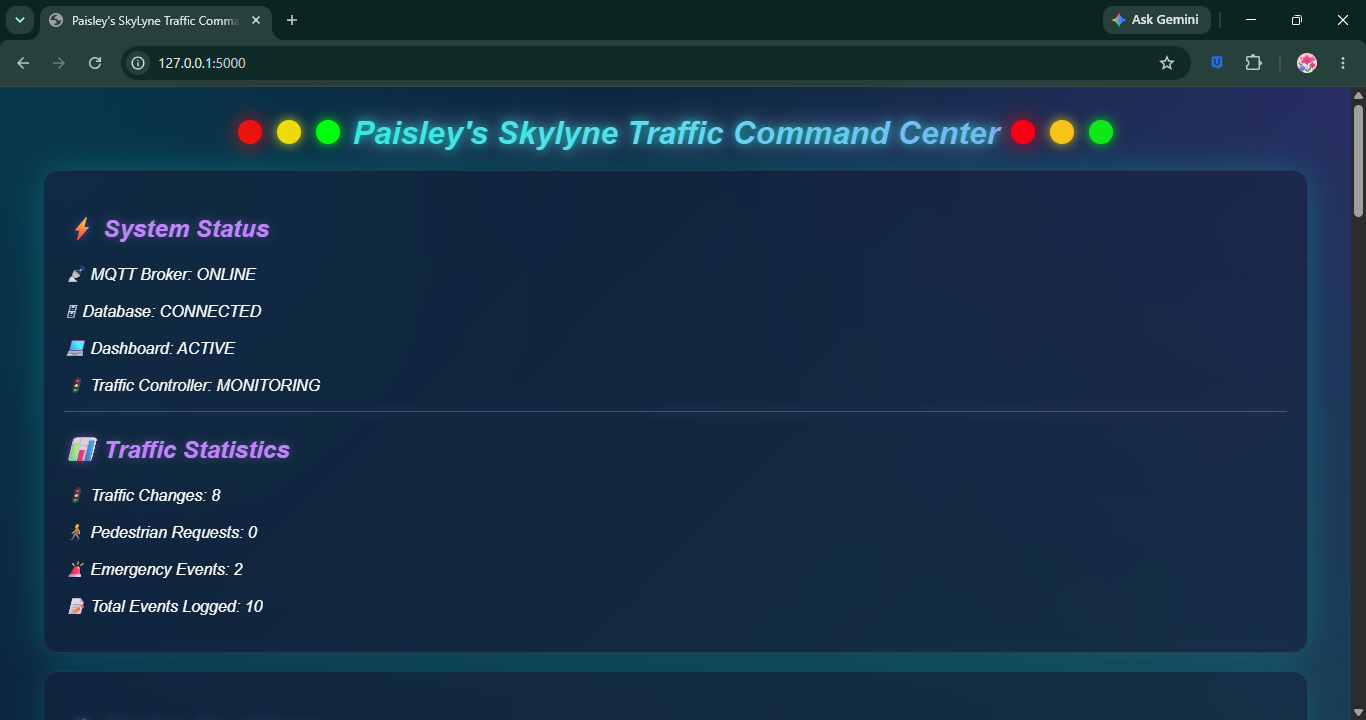 Paisley's SkyLyne Traffic Comma
Ask Gemini
127.0.0.1:5000
Paisley's Skylyne Traffic Command Center
System Status
MQTT Broker: ONLINE
Database: CONNECTED
Dashboard: ACTIVE
Traffic Controller: MONITORING
Traffic Statistics
Traffic Changes: 8
Pedestrian Requests: 0
Emergency Events: 2
Total Events Logged: 10